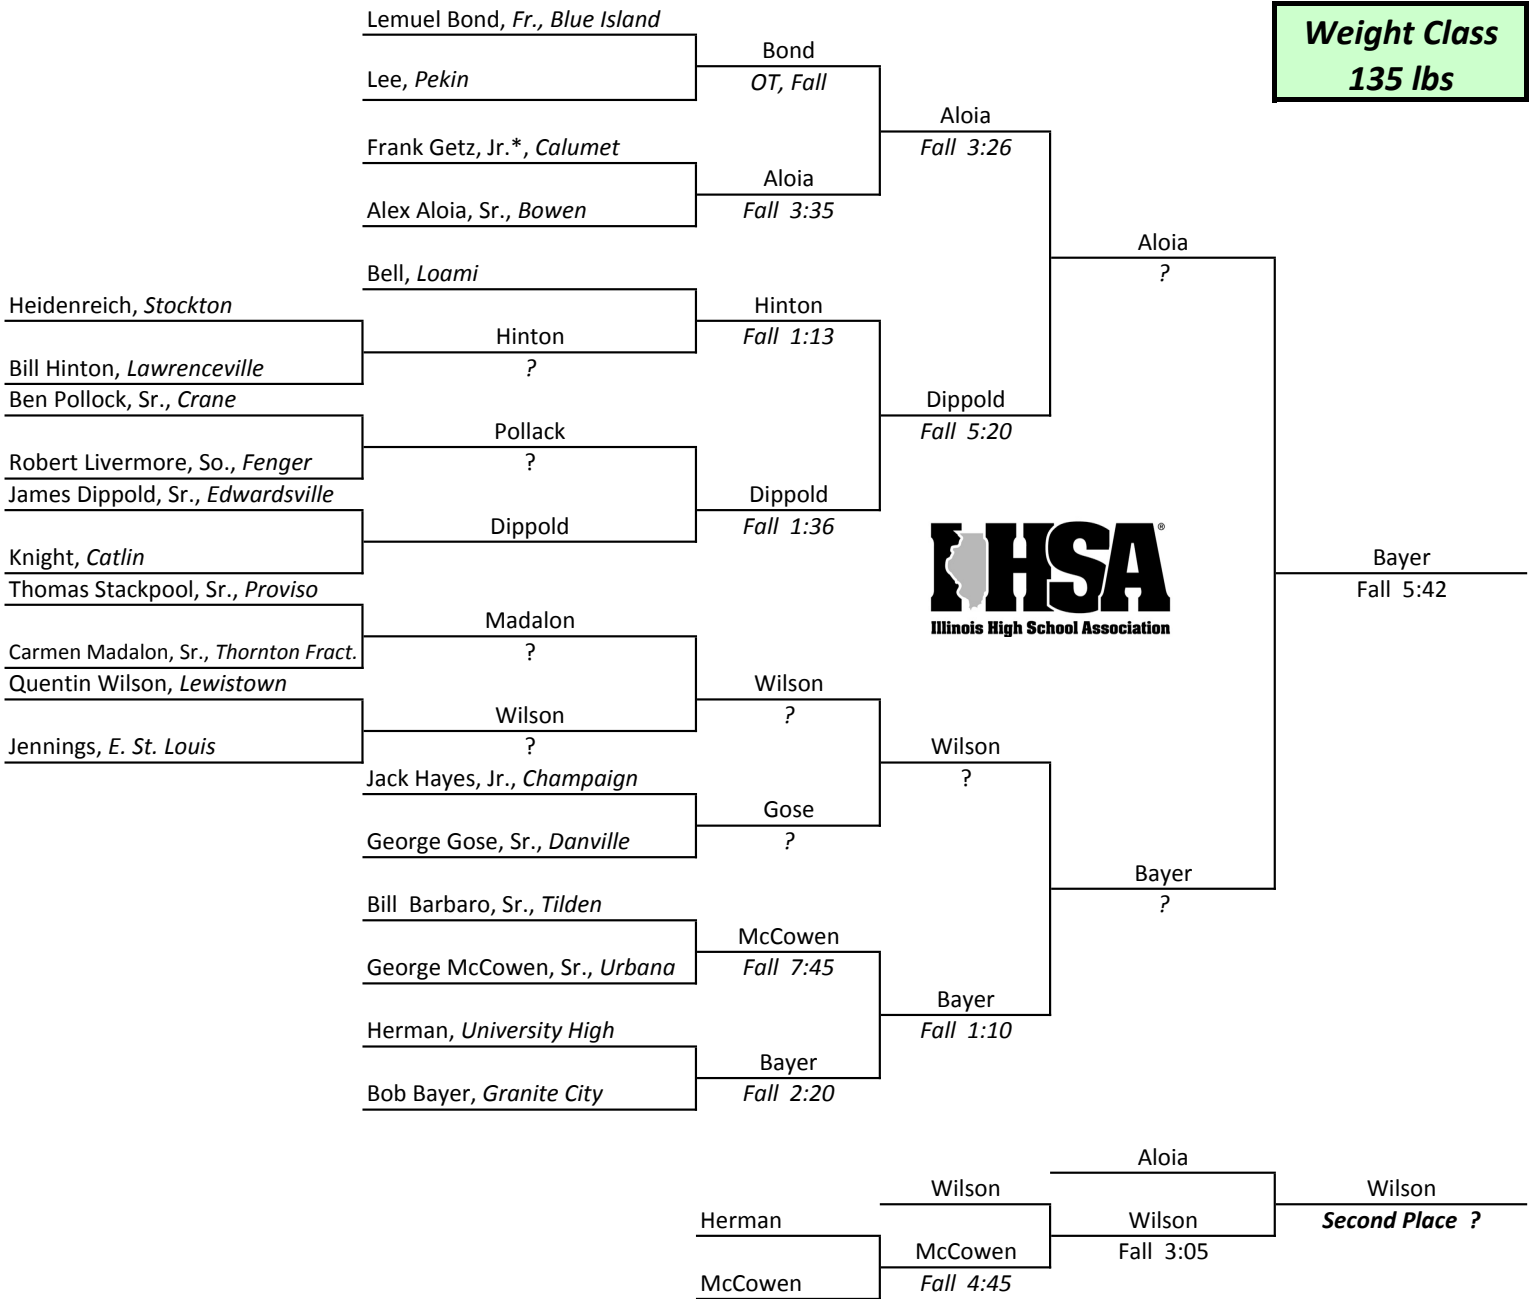 Weight Class
135 lbs
Lemuel Bond, Fr., Blue Island
Lee, Pekin
Bond
OT, Fall
Frank Getz, Jr.*, Calumet
Alex Aloia, Sr., Bowen
Aloia
Fall 3:35
Aloia
Fall 3:26
Bell, Loami
Heidenreich, Stockton
Bill Hinton, Lawrenceville
Hinton
?
Hinton
Fall 1:13
Ben Pollock, Sr., Crane
Robert Livermore, So., Fenger
Pollack
?
James Dippold, Sr., Edwardsville
Knight, Catlin
Dippold
Dippold
Fall 1:36
Dippold
Fall 5:20
Aloia
?
Thomas Stackpool, Sr., Proviso
Carmen Madalon, Sr., Thornton Fract.
Madalon
?
Quentin Wilson, Lewistown
Jennings, E. St. Louis
Wilson
?
Wilson
?
Jack Hayes, Jr., Champaign
George Gose, Sr., Danville
Gose
?
Wilson
?
Bill  Barbaro, Sr., Tilden
George McCowen, Sr., Urbana
McCowen
Fall 7:45
Herman, University High
Bob Bayer, Granite City
Bayer
Fall 2:20
Bayer
Fall 1:10
Bayer
?
Bayer
Fall 5:42
IHSA®
Illinois High School Association
Herman
McCowen
Wilson
McCowen
Fall 4:45
Aloia
Wilson
Fall 3:05
Wilson
Second Place ?